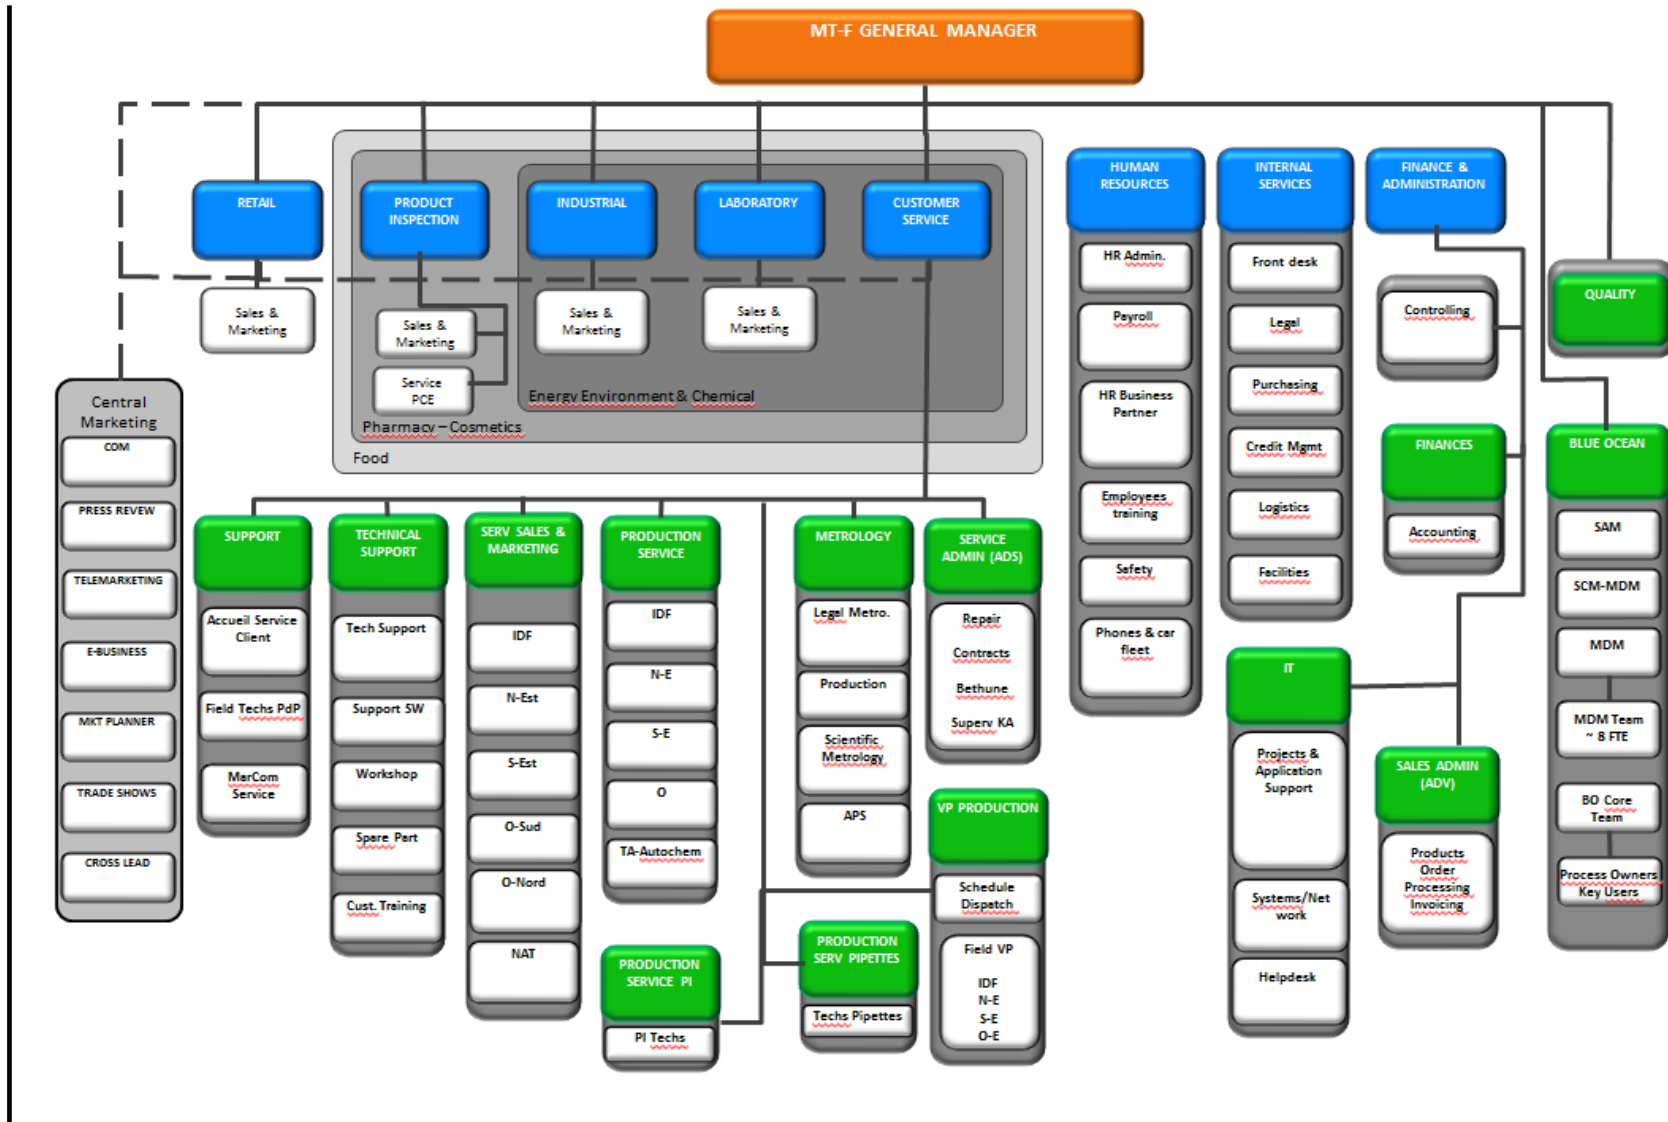 MT-F GENERAL MANAGER
RETAIL
PRODUCT
INSPECTION
INDUSTRIAL
LABORATORY
CUSTOMER
SERVICE
HUMAN
RESOURCES
INTERNAL
SERVICES
FINANCE &
ADMINISTRATION
Sales &
Marketing
Sales &
Marketing
Service
PCE
Sales &
Marketing
Sales &
Marketing
Energy Environment & Chemical
Pharmacy – Cosmetics
Food
HR Admin.
Payroll
HR Business
Partner
Employees
training
Safety
Phones & car
fleet
Front desk
Legal
Purchasing
Credit Mgmt
Logistics
Facilities
Controlling
FINANCES
Accounting
QUALITY
BLUE OCEAN
SAM
SCM-MDM
MDM
MDM Team
~ 8 FTE
BO Core
Team
Process Owners
Key Users
Central
Marketing
COM
PRESS REVEW
TELEMARKETING
E-BUSINESS
MKT PLANNER
TRADE SHOWS
CROSS LEAD
SUPPORT
Accueil Service
Client
Field Techs PdP
MarCom
Service
TECHNICAL
SUPPORT
Tech Support
Support SW
Workshop
Spare Part
Cust. Training
SERV SALES &
MARKETING
IDF
N-Est
S-Est
O-Sud
O-Nord
NAT
PRODUCTION
SERVICE
IDF
N-E
S-E
O
TA-Autochem
PRODUCTION
SERVICE PI
PI Techs
METROLOGY
Legal Metro.
Production
Scientific
Metrology
APS
PRODUCTION
SERV PIPETTES
Techs Pipettes
SERVICE
ADMIN (ADS)
Repair
Contracts
Bethune
Superv KA
VP PRODUCTION
Schedule
Dispatch
Field VP
IDF
N-E
S-E
O-E
IT
Projects &
Application
Support
Systems/Net
work
Helpdesk
SALES ADMIN
(ADV)
Products
Order
Processing
Invoicing